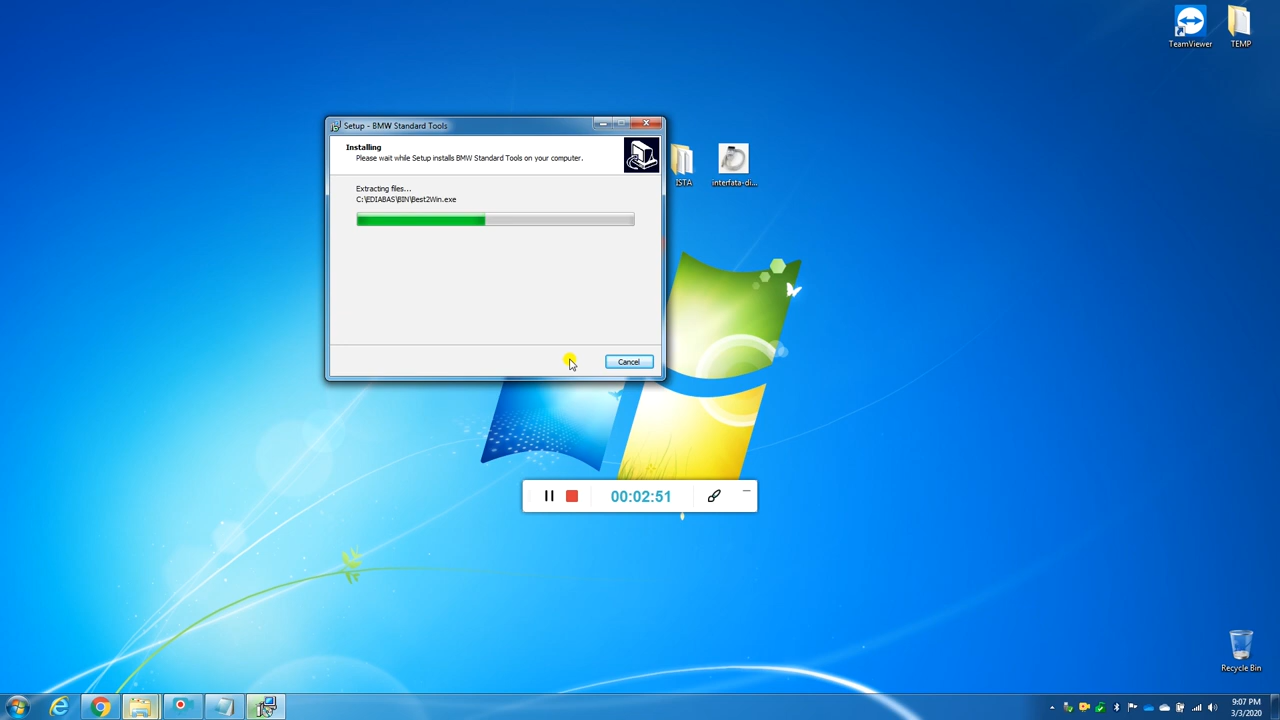 TeamViewer
TEMP
Setup - BMW Standard Tools
Installing
Please wait while Setup installs BMW Standard Tools on your computer.
Extracting files...
C:\EDIABAS\BIN\Best2Win.exe
Cancel
ISTA
interfata-di...
00:02:51
Recycle Bin
9:07 PM
3/3/2020